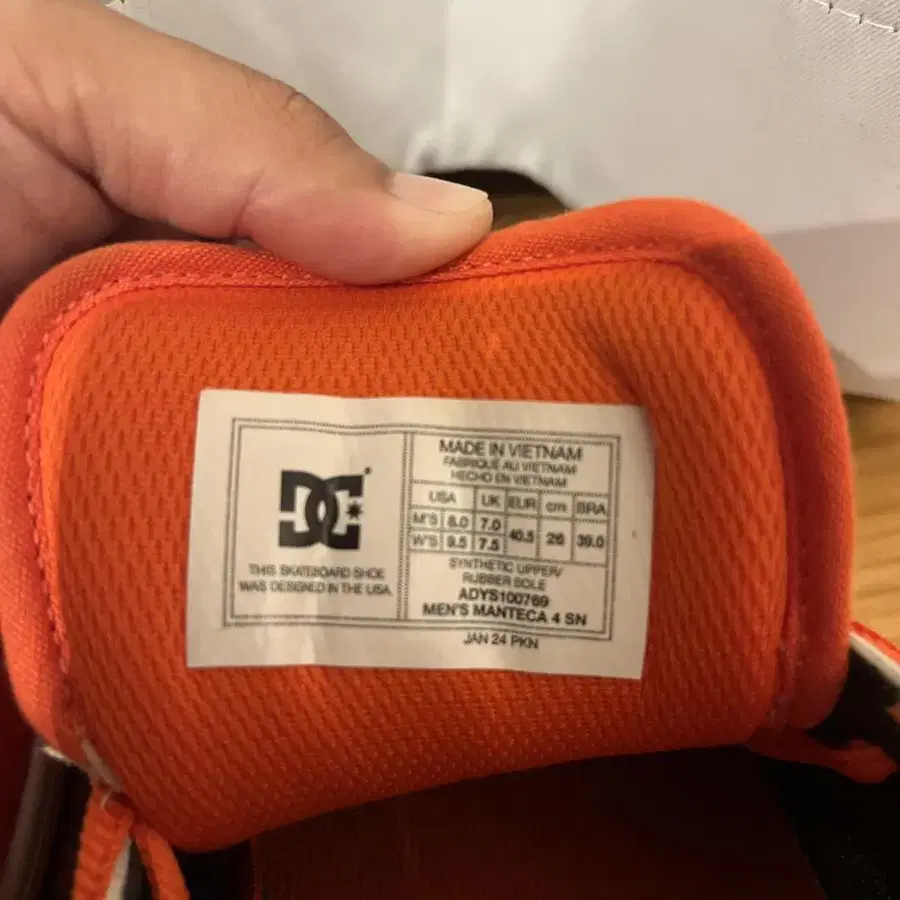 DC
THIS SKATEBOARD SHOE
WAS DESIGNED IN THE USA
MADE IN VIETNAM
FABRIQUÉ AU VIETNAM
HECHO EN VIETNAM
USA UK EUR cm BRA
M'S 8.0 7.0 40.5 26 39.0
W'S 9.5 7.5
SYNTHETIC UPPER/
RUBBER SOLE
ADYS100769
MEN'S MANTECA 4 SN
JAN 24 PKN